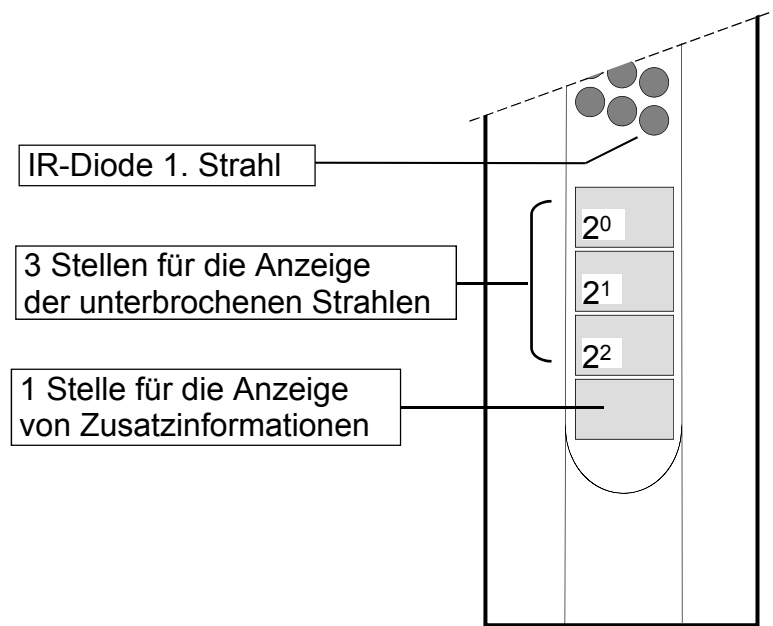 IR-Diode 1. Strahl
3 Stellen für die Anzeige
der unterbrochenen Strahlen
1 Stelle für die Anzeige
von Zusatzinformationen
2⁰
2¹
2²